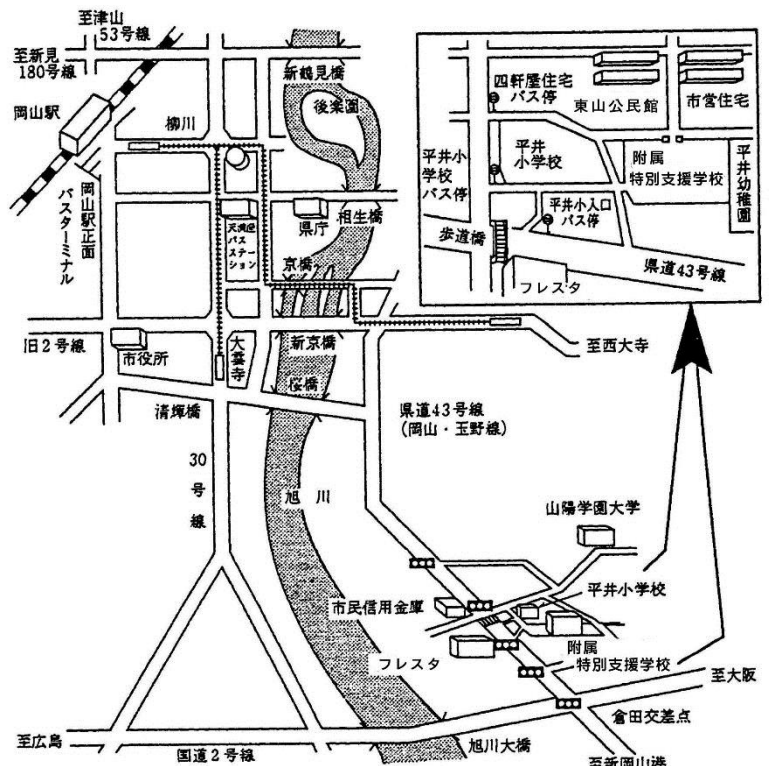 至津山
53号線
至新見
180号線
岡山駅
柳川
新鶴見橋
後楽園
岡山駅正面
バスターミナル
天満屋
バス
ステー
ション
県庁
相生橋
京橋
旧2号線
市役所
大雲寺
新京橋
至西大寺
桜橋
清輝橋
県道43号線
(岡山・玉野線)
30号線
旭川
山陽学園大学
市民信用金庫
平井小学校
フレスタ
附属
特別支援学校
至大阪
倉田交差点
至広島
国道2号線
旭川大橋
至新岡山港
四軒屋住宅
バス停
東山公民館
市営住宅
平井小
学校
バス停
平井
小学校
附属
特別支援学校
平井幼稚園
平井小入口
バス停
歩道橋
県道43号線
フレスタ